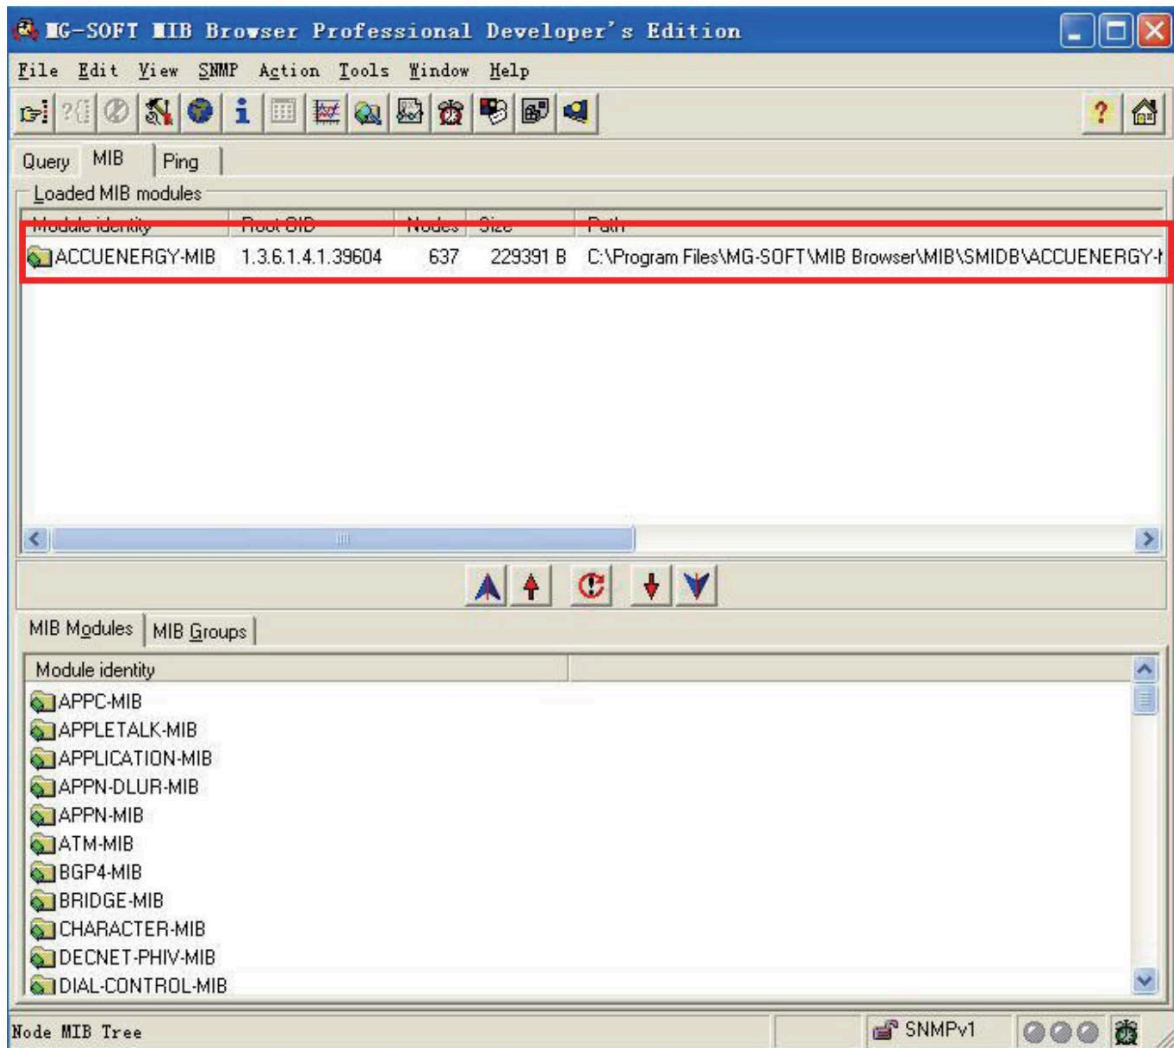 MG-SOFT MIB Browser Professional Developer's Edition
File Edit View SNMP Action Tools Window Help
Query MIB Ping
Loaded MIB modules
Module identity Root OID Nodes Size Path
ACCUENERGY-MIB 1.3.6.1.4.1.39604 637 229391 B C:\Program Files\MG-SOFT\MIB Browser\MIB\SMIDB\ACCUENERGY-
MIB Modules MIB Groups
Module identity
APPC-MIB
APPLETALK-MIB
APPLICATION-MIB
APPN-DLUR-MIB
APPN-MIB
ATM-MIB
BGP4-MIB
BRIDGE-MIB
CHARACTER-MIB
DECNET-PHIV-MIB
DIAL-CONTROL-MIB
Node MIB Tree SNMPv1